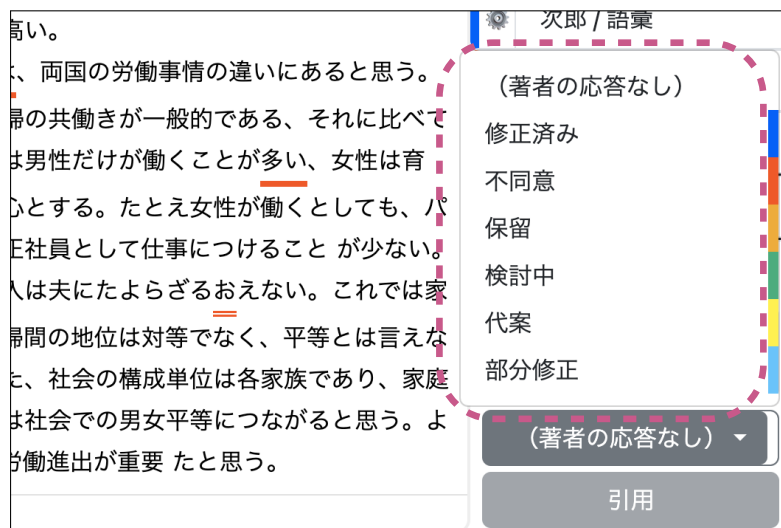 高い。
、両国の労働事情の違いにあると思う。
婦の共働きが一般的である、それに比べて
は男性だけが働くことが多い、女性は育
心とする。たとえ女性が働くとしても、パ
正社員として仕事につけること が少ない。
人は夫にたよらざるおえない。これでは家
婦間の地位は対等でなく、平等とは言えな
た、社会の構成単位は各家族であり、家庭
は社会での男女平等につながると思う。よ
労働進出が重要 たと思う。
次郎 / 語彙
（著者の応答なし）
修正済み
不同意
保留
検討中
代案
部分修正
（著者の応答なし）
引用